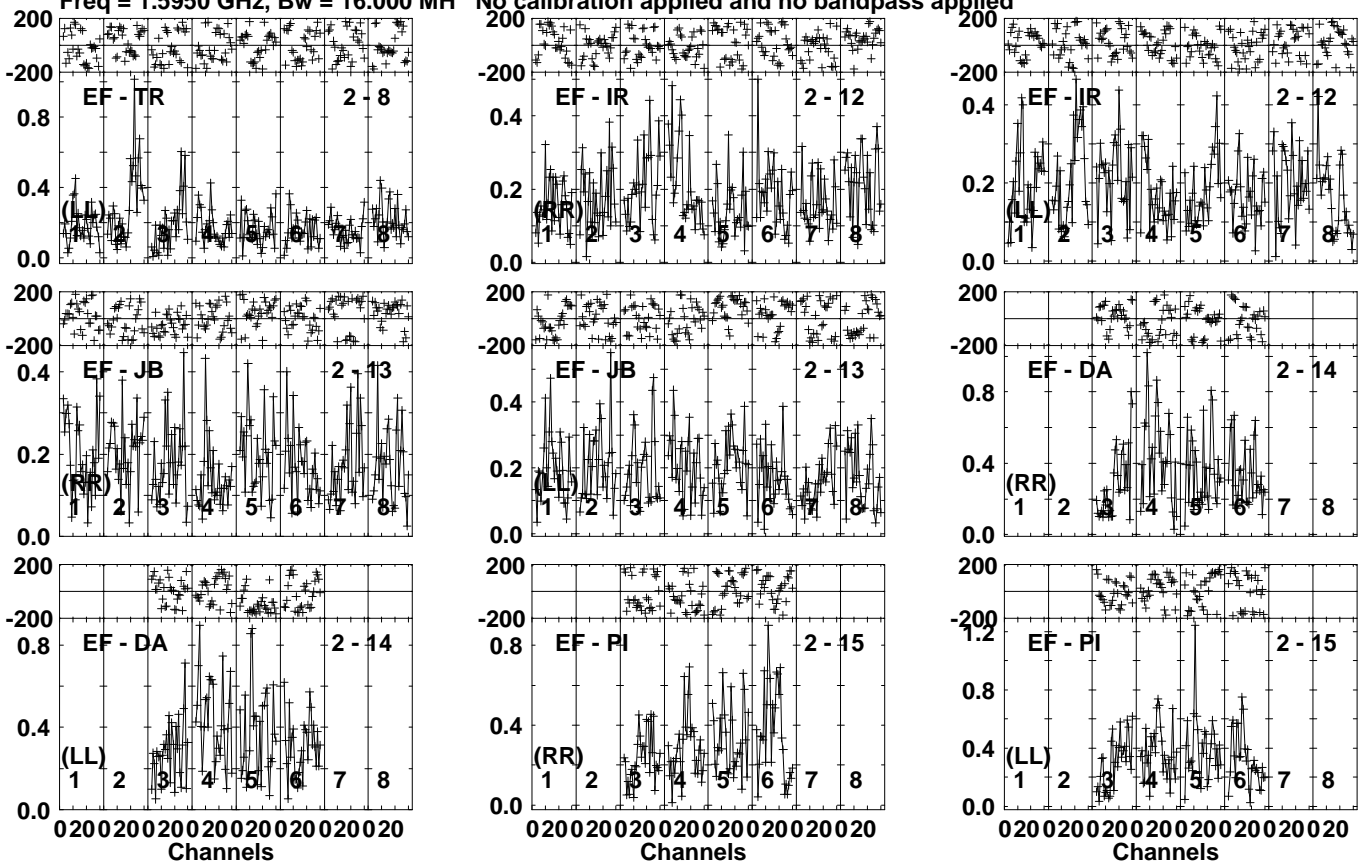 Freq = 1.5950 GHz, Bw = 16.000 MH No calibration applied and no bandpass applied
200 200 200
-200 -200 -200
EF - TR 2 - 8 EF - IR 2 - 12 EF - IR 2 - 12
0.8 0.4 0.4
0.4 0.2 0.2
(LL) (RR) (LL)
1 2 3 4 5 6 7 8 1 2 3 4 5 6 7 8 1 2 3 4 5 6 7 8
0.0 0.0 0.0
200 200 200
-200 -200 -200
EF - JB 2 - 13 EF - JB 2 - 13 EF - DA 2 - 14
0.4 0.4 0.8
0.2 0.2 0.4
(RR) (LL) (RR)
1 2 3 4 5 6 7 8 1 2 3 4 5 6 7 8 1 2 3 4 5 6 7 8
0.0 0.0 0.0
200 200 200
-200 -200 -200
EF - DA 2 - 14 EF - PI 2 - 15 1.2 EF - PI 2 - 15
0.8 0.8 0.8
0.4 0.4 0.4
(LL) (RR) (LL)
1 2 3 4 5 6 7 8 1 2 3 4 5 6 7 8 1 2 3 4 5 6 7 8
0.0 0.0 0.0
0 20 0 20 0 20 0 20 0 20 0 20 0 20 0 20 0 20 0 20 0 20 0 20 0 20 0 20 0 20 0 20 0 20 0 20 0 20 0 20 0 20 0 20 0 20 0 20
Channels Channels Channels